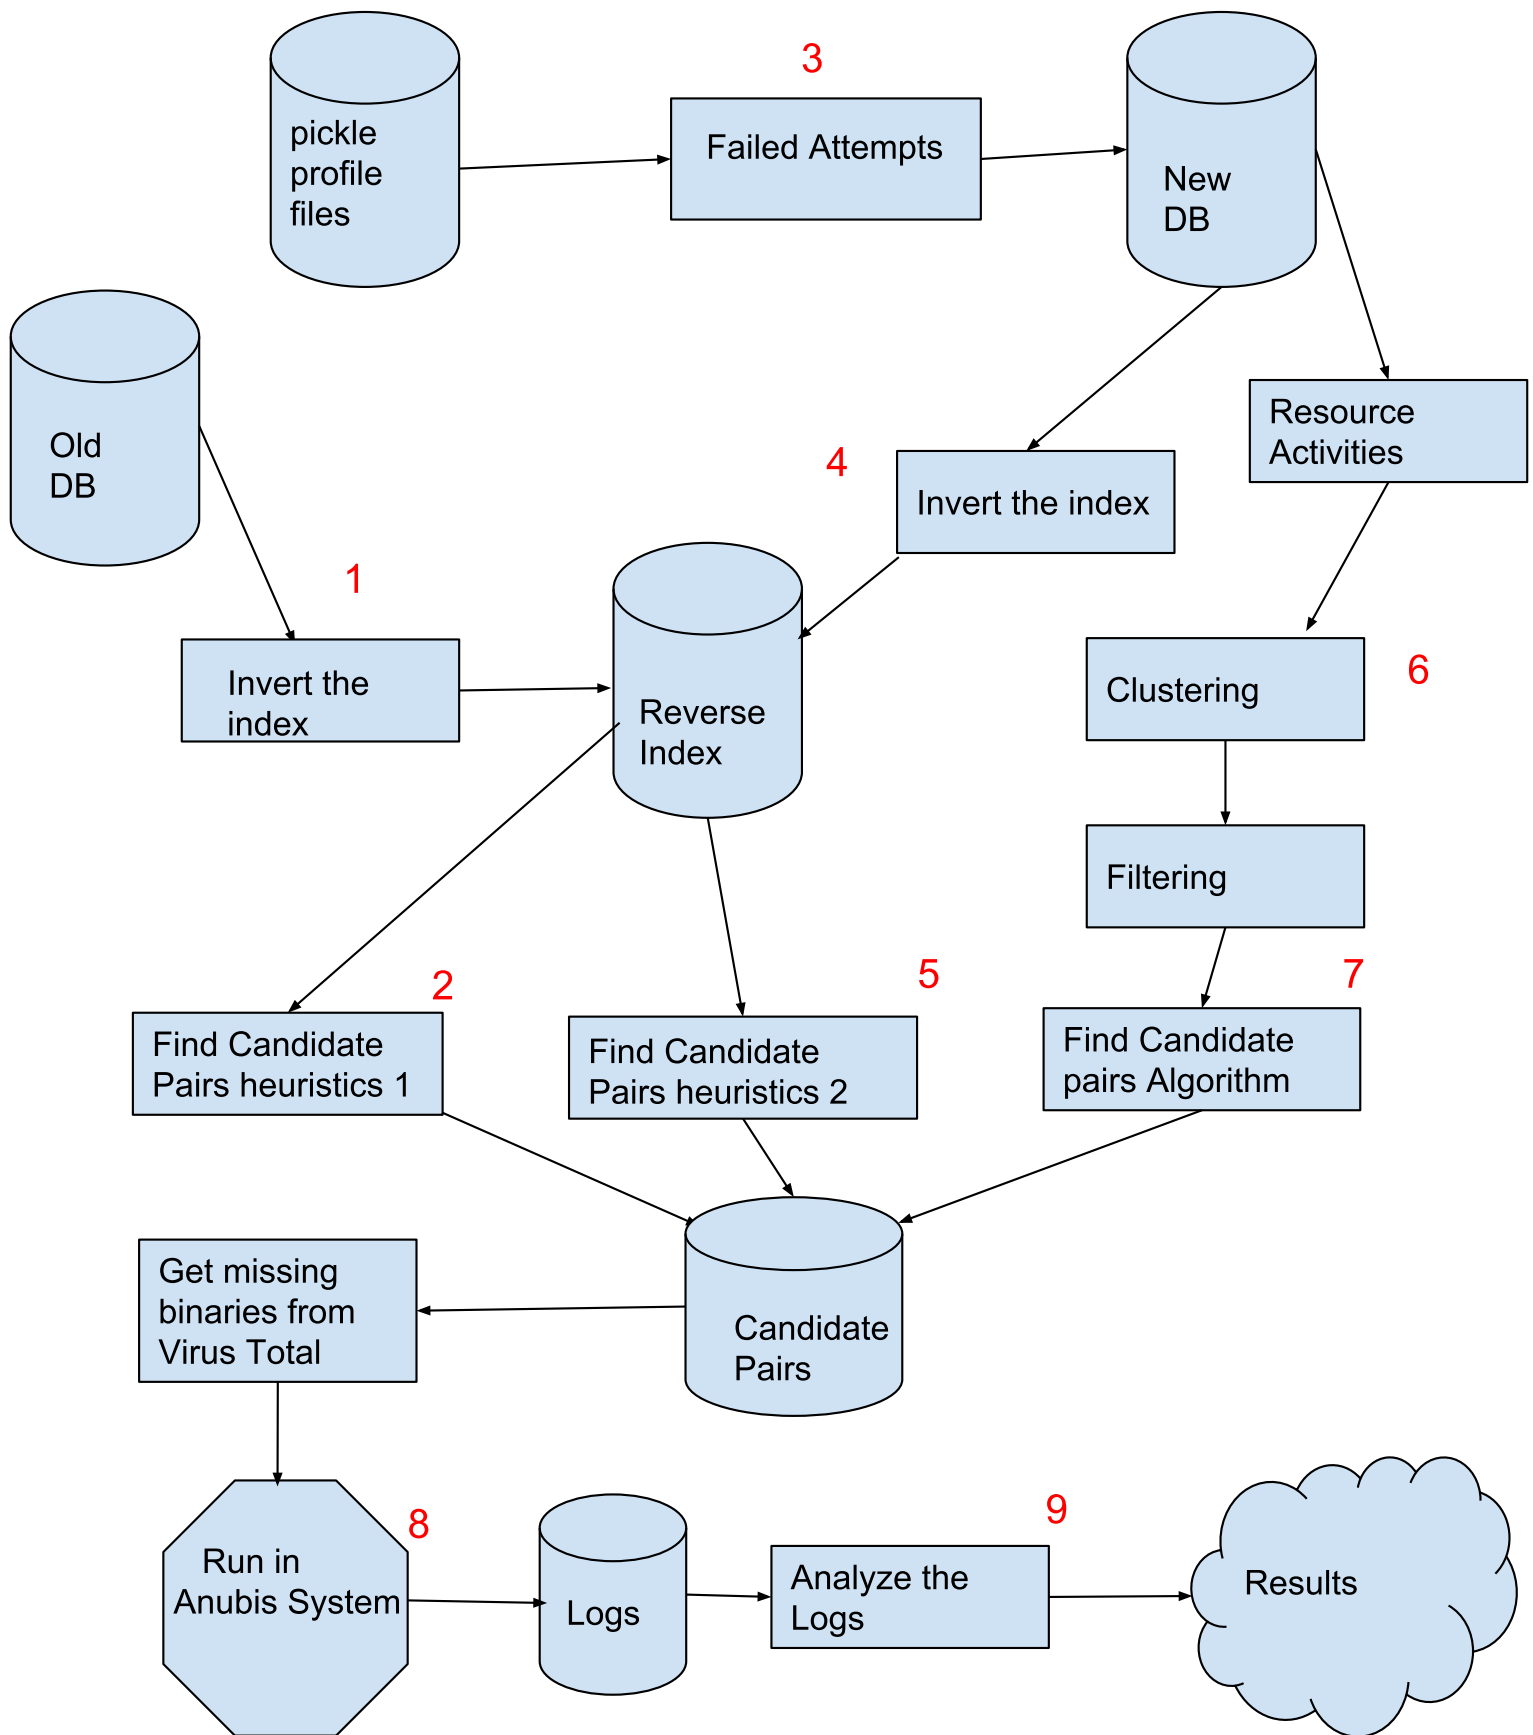 3
pickle
profile
files
Failed Attempts
New
DB
Old
DB
Resource
Activities
4
Invert the index
1
Invert the
index
Reverse
Index
Clustering
6
Filtering
2
5
7
Find Candidate
Pairs heuristics 1
Find Candidate
Pairs heuristics 2
Find Candidate
pairs Algorithm
Get missing
binaries from
Virus Total
Candidate
Pairs
8
9
Run in
Anubis System
Logs
Analyze the
Logs
Results